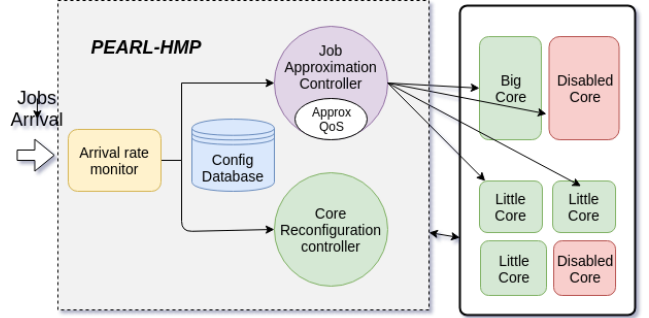 PEARL-HMP
Jobs
Arrival
Arrival rate
monitor
Config
Database
Job
Approximation
Controller
Approx
QoS
Core
Reconfiguration
controller
Big
Core
Disabled
Core
Little
Core
Little
Core
Little
Core
Disabled
Core